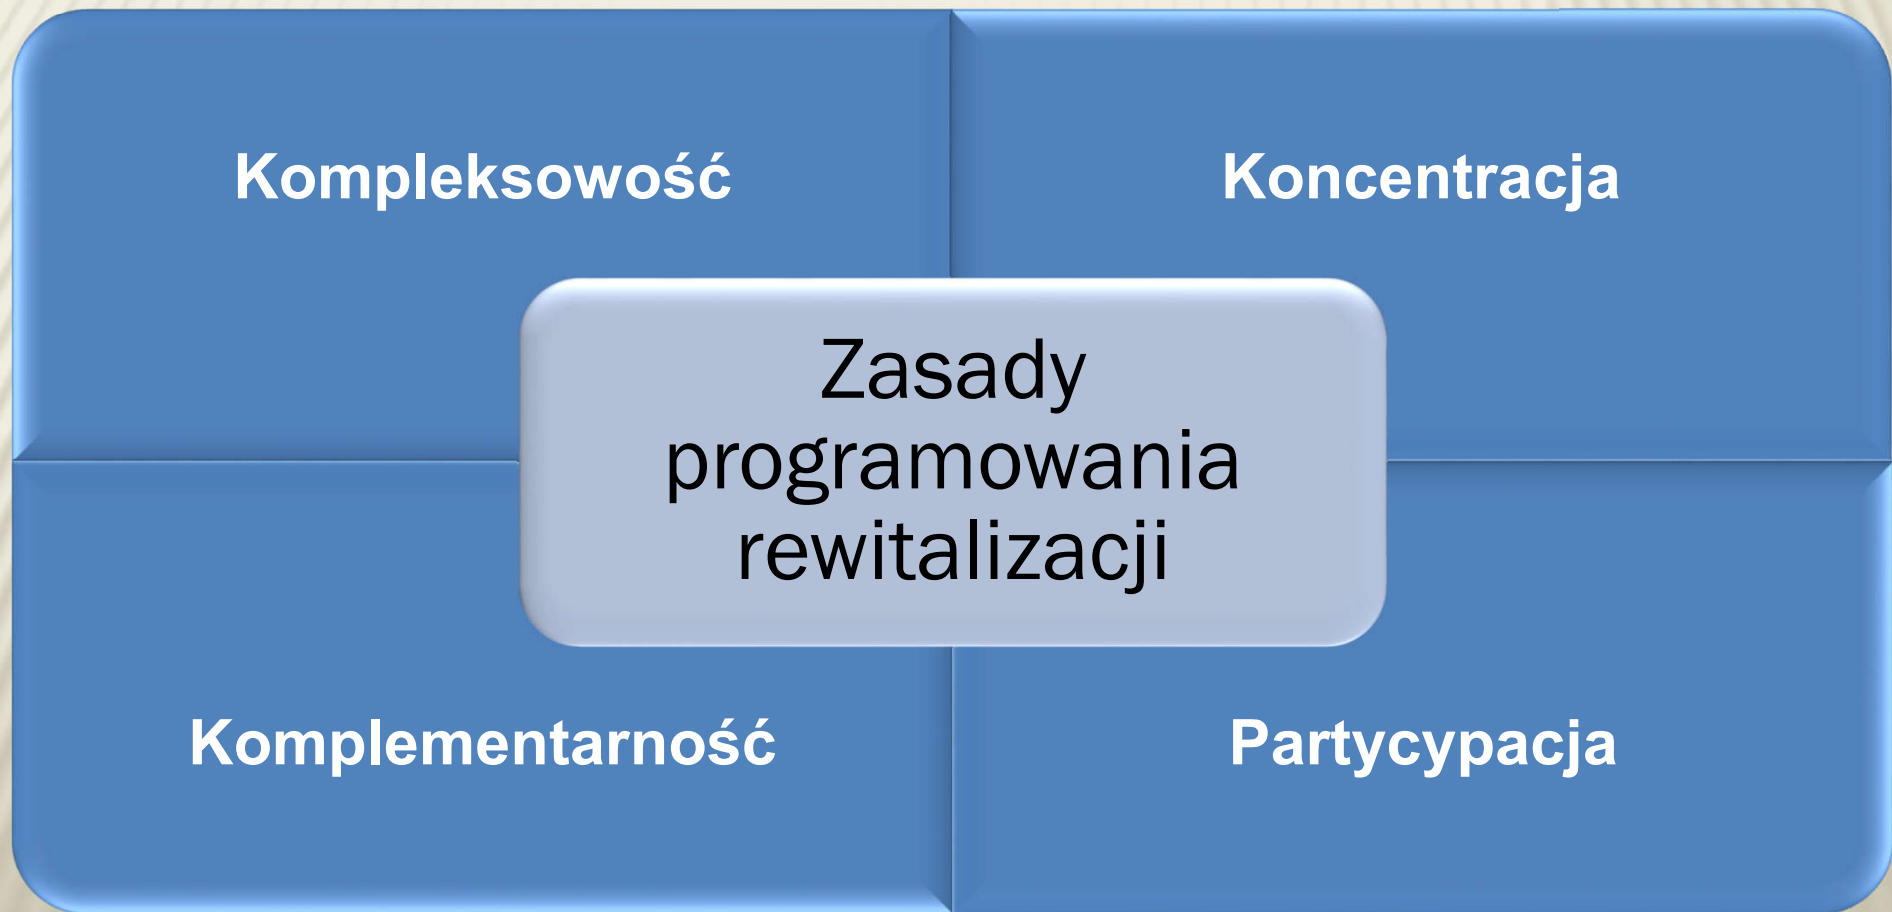 Kompleksowość
Koncentracja
Zasady
programowania
rewitalizacji
Komplementarność
Partycypacja